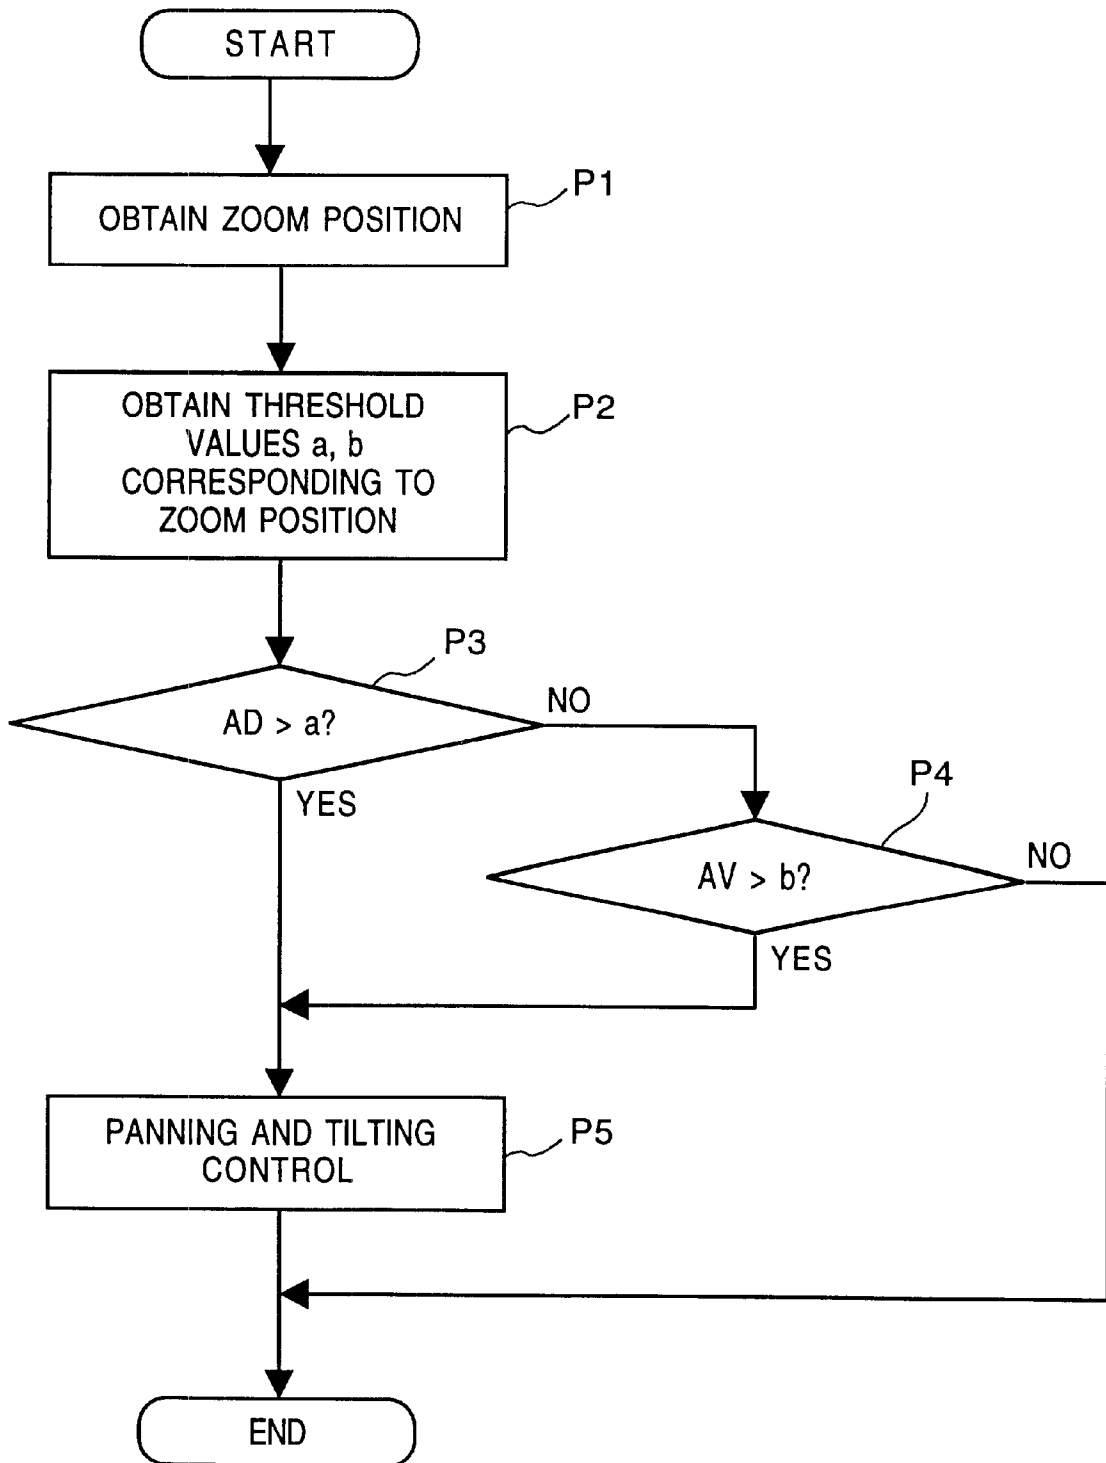 START
P1
OBTAIN ZOOM POSITION
P2
OBTAIN THRESHOLD
VALUES a, b
CORRESPONDING TO
ZOOM POSITION
P3
AD > a?
NO
YES
P4
AV > b?
NO
YES
P5
PANNING AND TILTING
CONTROL
END